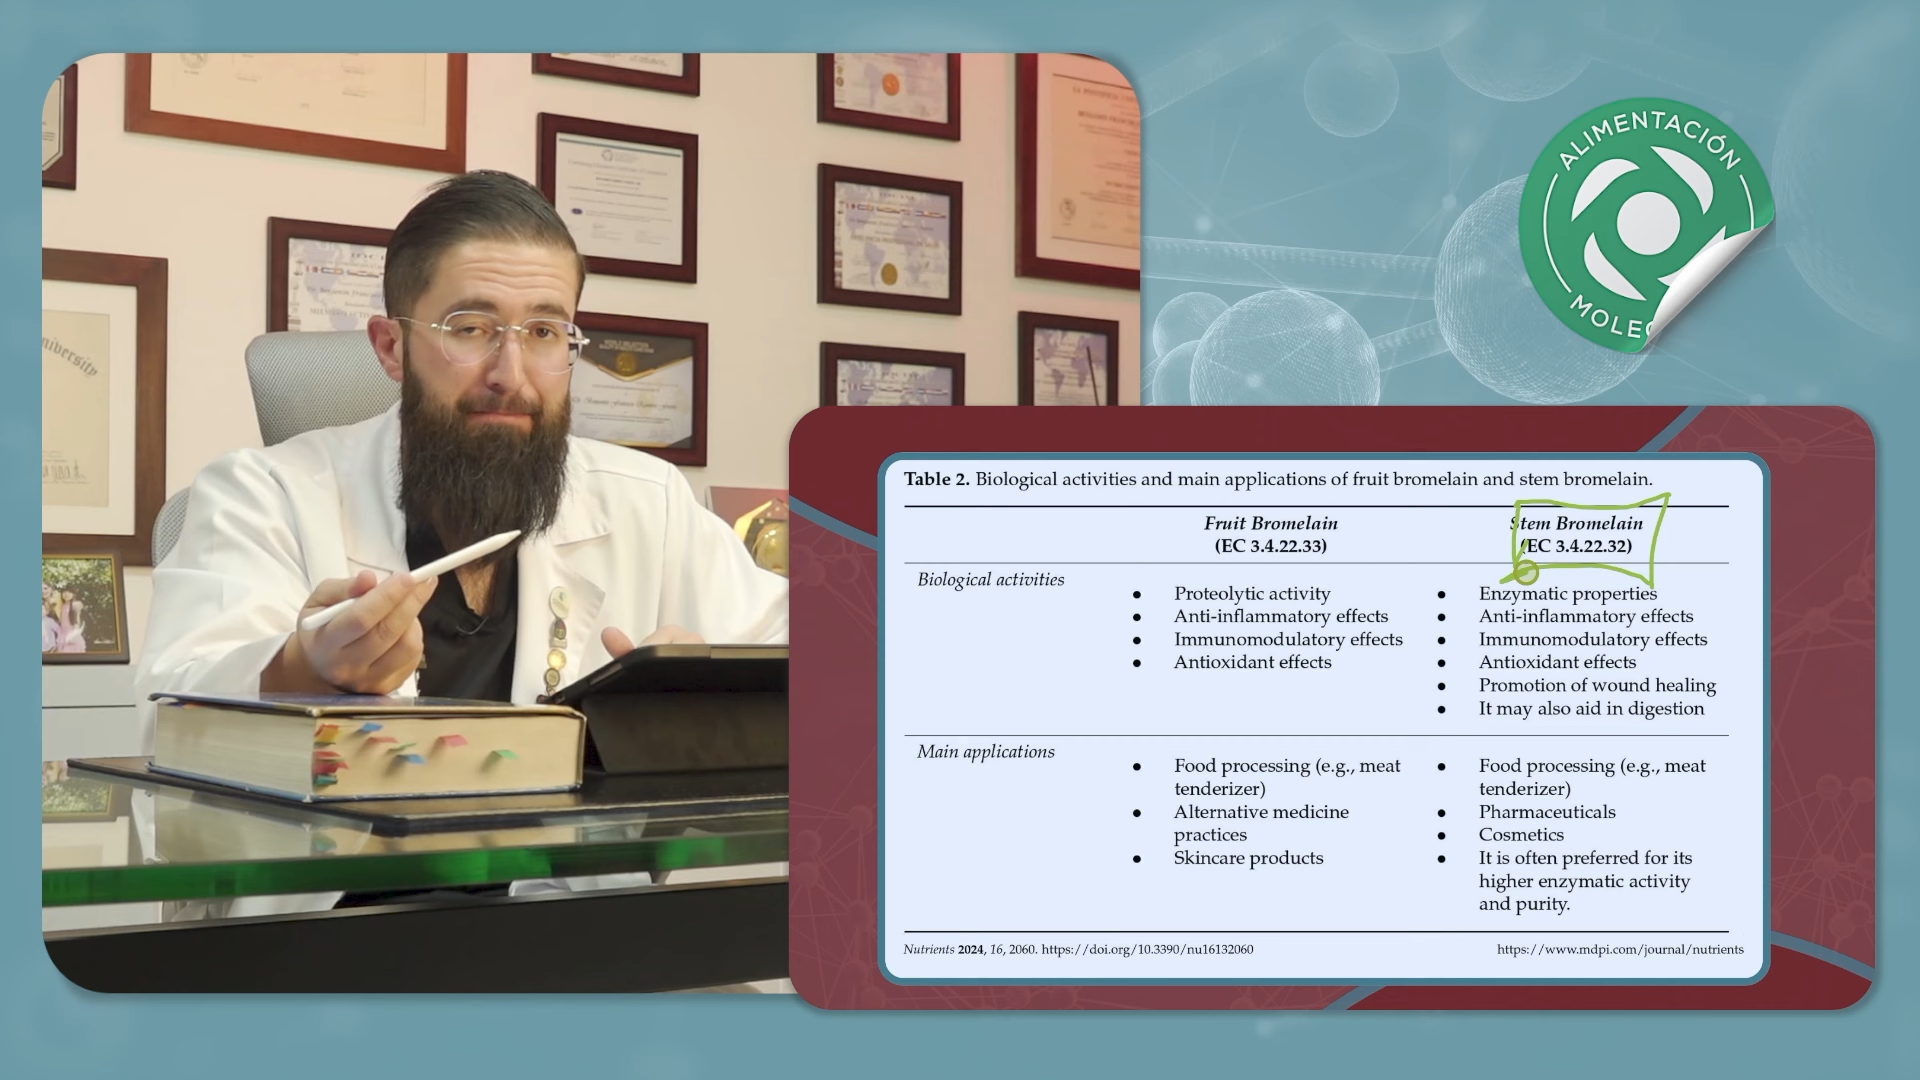 ALIMENTACIÓN
MOLEC
Table 2. Biological activities and main applications of fruit bromelain and stem bromelain.
Fruit Bromelain
(EC 3.4.22.33)
Stem Bromelain
(EC 3.4.22.32)
Biological activities
● Proteolytic activity
● Anti-inflammatory effects
● Immunomodulatory effects
● Antioxidant effects
● Enzymatic properties
● Anti-inflammatory effects
● Immunomodulatory effects
● Antioxidant effects
● Promotion of wound healing
● It may also aid in digestion
Main applications
● Food processing (e.g., meat
tenderizer)
● Alternative medicine
practices
● Skincare products
● Food processing (e.g., meat
tenderizer)
● Pharmaceuticals
● Cosmetics
● It is often preferred for its
higher enzymatic activity
and purity.
Nutrients 2024, 16, 2060. https://doi.org/10.3390/nu16132060
https://www.mdpi.com/journal/nutrients